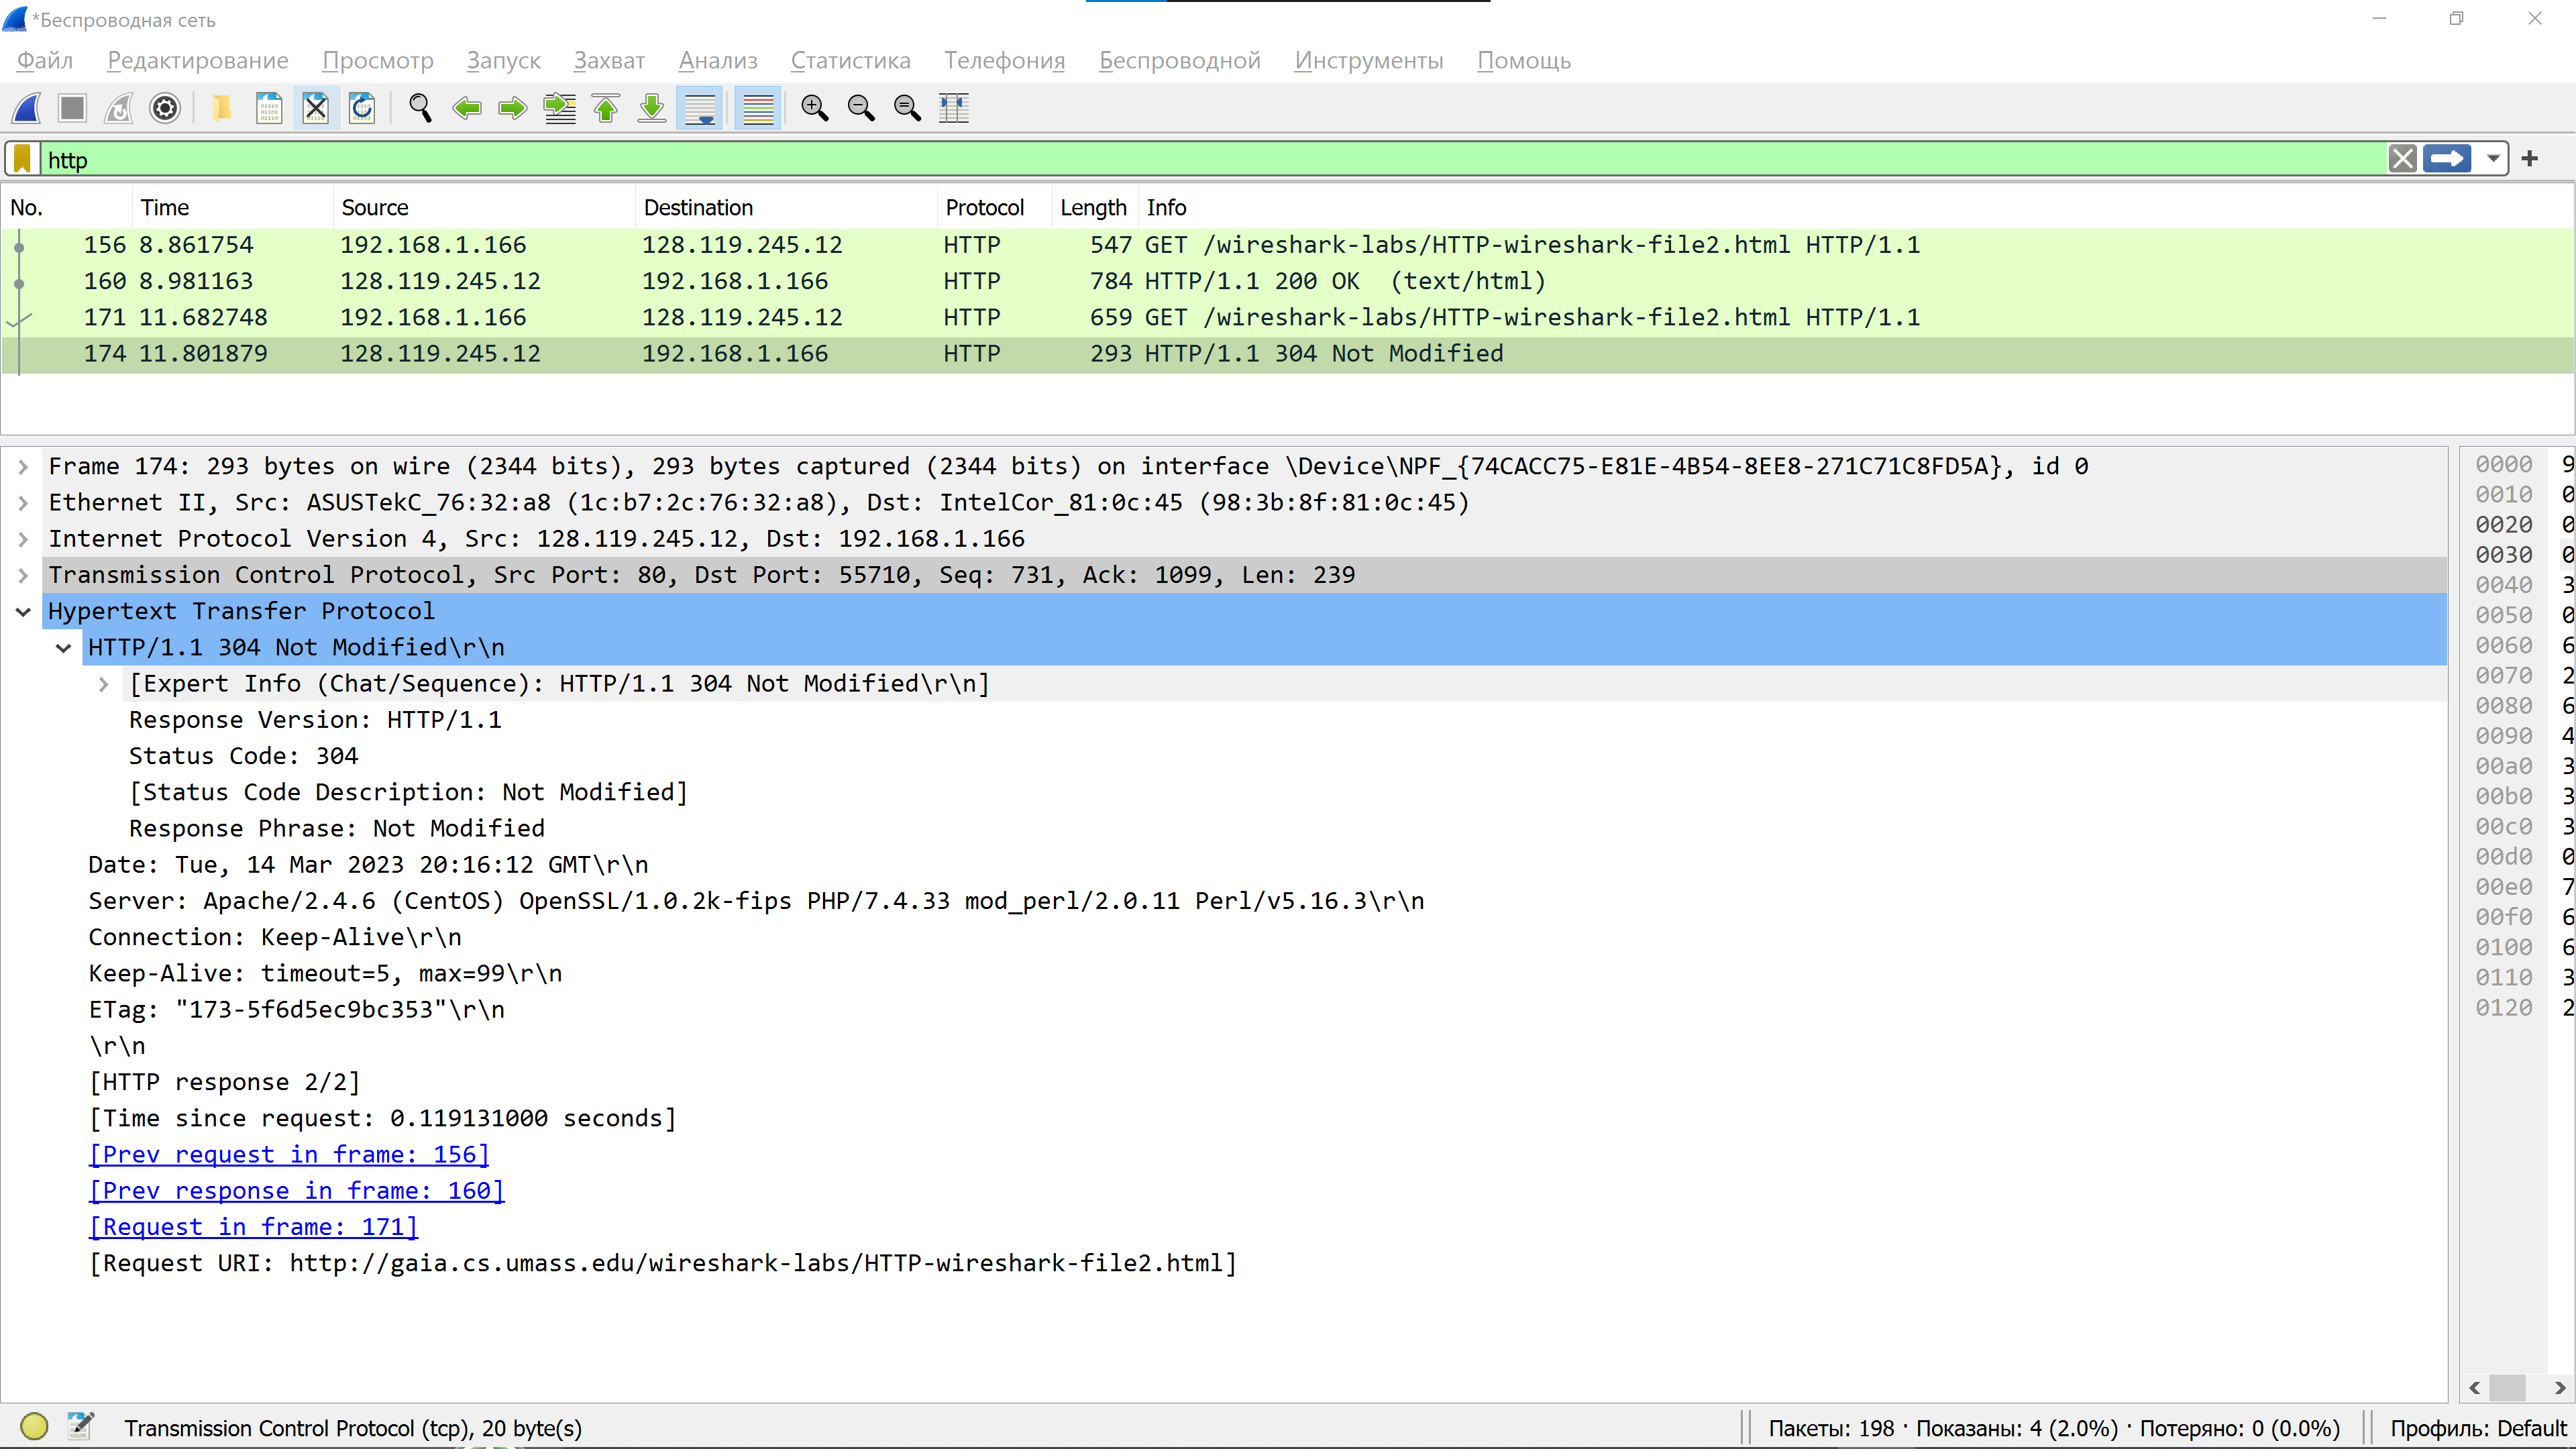 *Беспроводная сеть
Файл Редактирование Просмотр Запуск Захват Анализ Статистика Телефония Беспроводной Инструменты Помощь
http
No. Time Source Destination Protocol Length Info
156 8.861754 192.168.1.166 128.119.245.12 HTTP 547 GET /wireshark-labs/HTTP-wireshark-file2.html HTTP/1.1
160 8.981163 128.119.245.12 192.168.1.166 HTTP 784 HTTP/1.1 200 OK (text/html)
171 11.682748 192.168.1.166 128.119.245.12 HTTP 659 GET /wireshark-labs/HTTP-wireshark-file2.html HTTP/1.1
174 11.801879 128.119.245.12 192.168.1.166 HTTP 293 HTTP/1.1 304 Not Modified
Frame 174: 293 bytes on wire (2344 bits), 293 bytes captured (2344 bits) on interface \Device\NPF_{74CACC75-E81E-4B54-8EE8-271C71C8FD5A}, id 0
Ethernet II, Src: ASUSTekC_76:32:a8 (1c:b7:2c:76:32:a8), Dst: IntelCor_81:0c:45 (98:3b:8f:81:0c:45)
Internet Protocol Version 4, Src: 128.119.245.12, Dst: 192.168.1.166
Transmission Control Protocol, Src Port: 80, Dst Port: 55710, Seq: 731, Ack: 1099, Len: 239
Hypertext Transfer Protocol
HTTP/1.1 304 Not Modified\r\n
[Expert Info (Chat/Sequence): HTTP/1.1 304 Not Modified\r\n]
Response Version: HTTP/1.1
Status Code: 304
[Status Code Description: Not Modified]
Response Phrase: Not Modified
Date: Tue, 14 Mar 2023 20:16:12 GMT\r\n
Server: Apache/2.4.6 (CentOS) OpenSSL/1.0.2k-fips PHP/7.4.33 mod_perl/2.0.11 Perl/v5.16.3\r\n
Connection: Keep-Alive\r\n
Keep-Alive: timeout=5, max=99\r\n
ETag: "173-5f6d5ec9bc353"\r\n
\r\n
[HTTP response 2/2]
[Time since request: 0.119131000 seconds]
[Prev request in frame: 156]
[Prev response in frame: 160]
[Request in frame: 171]
[Request URI: http://gaia.cs.umass.edu/wireshark-labs/HTTP-wireshark-file2.html]
0000 9
0010 0
0020 0
0030 0
0040 3
0050 0
0060 6
0070 2
0080 6
0090 4
00a0 3
00b0 3
00c0 3
00d0 0
00e0 7
00f0 6
0100 6
0110 3
0120 2
Transmission Control Protocol (tcp), 20 byte(s)
Пакеты: 198 · Показаны: 4 (2.0%) · Потеряно: 0 (0.0%)
Профиль: Default